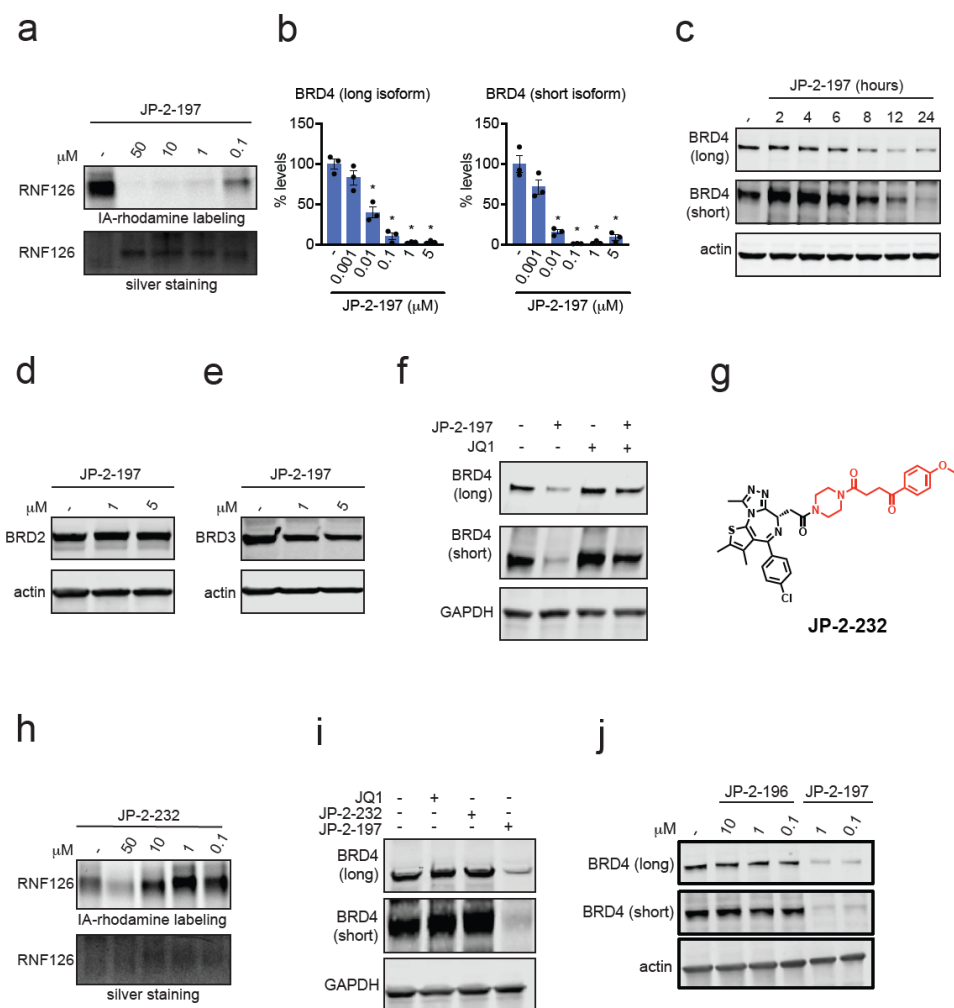 a
JP-2-197
μM - 50 10 1 0.1
RNF126
IA-rhodamine labeling
RNF126
silver staining
b
BRD4 (long isoform)
% levels
150
100
50
0
- 0.001 0.01 0.1 1 5
* * * *
JP-2-197 (μM)
BRD4 (short isoform)
% levels
150
100
50
0
- 0.001 0.01 0.1 1 5
* * * *
JP-2-197 (μM)
c
JP-2-197 (hours)
- 2 4 6 8 12 24
BRD4
(long)
BRD4
(short)
actin
d
JP-2-197
μM - 1 5
BRD2
actin
e
JP-2-197
μM - 1 5
BRD3
actin
f
JP-2-197 - + - +
JQ1 - - + +
BRD4
(long)
BRD4
(short)
GAPDH
g
N-N
N
N
S
O
N
N
O
O
O
Cl
JP-2-232
h
JP-2-232
μM - 50 10 1 0.1
RNF126
IA-rhodamine labeling
RNF126
silver staining
i
JQ1 - + - -
JP-2-232 - - + -
JP-2-197 - - - +
BRD4
(long)
BRD4
(short)
GAPDH
j
JP-2-196 JP-2-197
μM - 10 1 0.1 1 0.1
BRD4 (long)
BRD4 (short)
actin